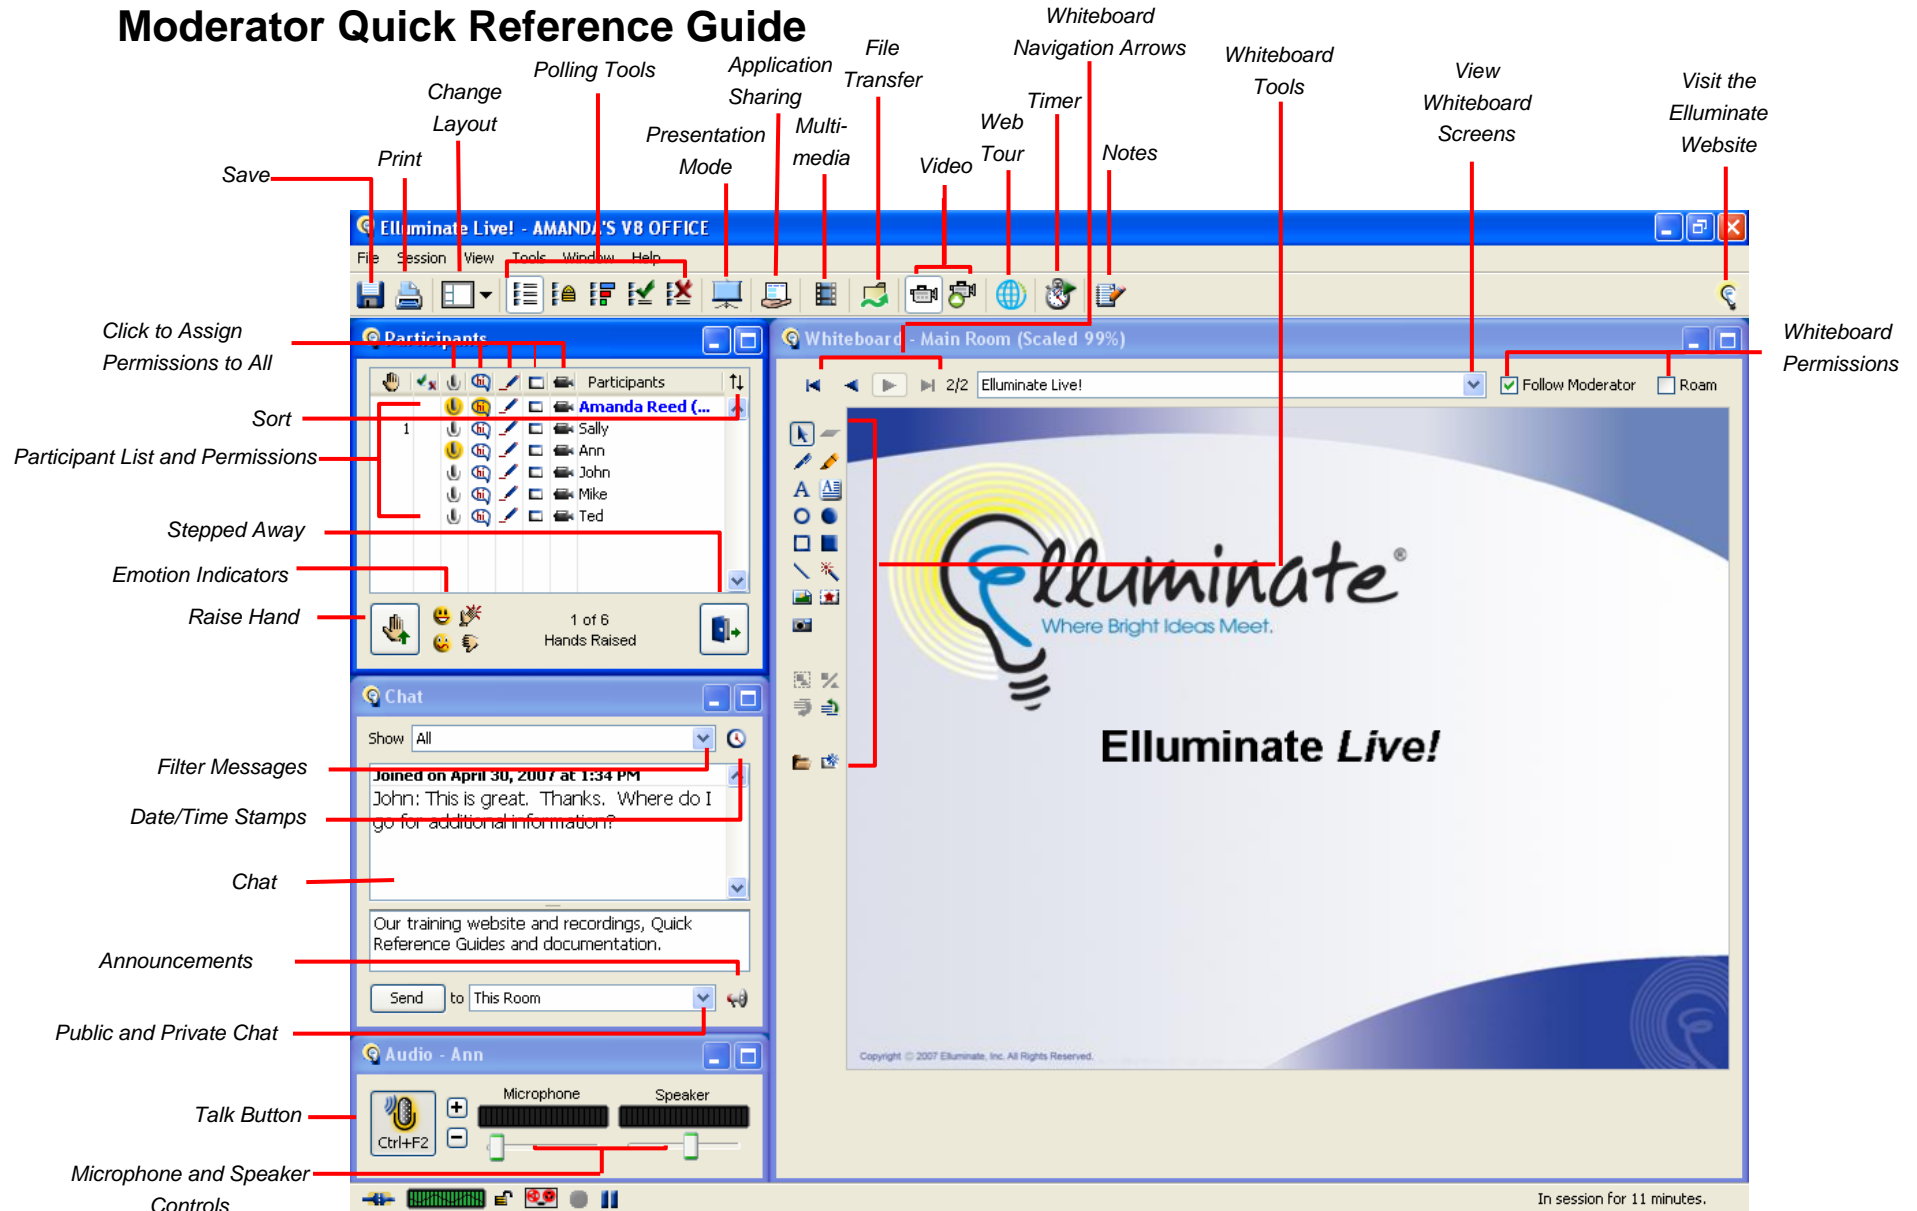 Moderator Quick Reference Guide
Whiteboard
Navigation Arrows
File
Transfer
Whiteboard
Tools
Polling Tools
Application
Sharing
View
Whiteboard
Screens
Visit the
Elluminate
Website
Change
Layout
Timer
Presentation
Mode
Multi-
media
Web
Tour
Print
Video
Notes
Save
Elluminate Live! - AMANDA'S V8 OFFICE
File Session View Tools Window Help
Click to Assign
Permissions to All
Participants
Whiteboard - Main Room (Scaled 99%)
Whiteboard
Permissions
Participants
2/2 Elluminate Live!
Follow Moderator
Roam
Amanda Reed (...
Sort
1 Sally
Ann
Participant List and Permissions
John
Mike
Ted
Stepped Away
Emotion Indicators
Raise Hand
1 of 6
Hands Raised
elluminate®
Where Bright Ideas Meet.
Elluminate Live!
Chat
Show All
Filter Messages
Joined on April 30, 2007 at 1:34 PM
John: This is great. Thanks. Where do I
go for additional information?
Date/Time Stamps
Chat
Our training website and recordings, Quick
Reference Guides and documentation.
Announcements
Send to This Room
Public and Private Chat
Audio - Ann
Copyright © 2007 Elluminate, Inc. All Rights Reserved.
Microphone Speaker
Talk Button
Ctrl+F2
Microphone and Speaker
Controls
In session for 11 minutes.